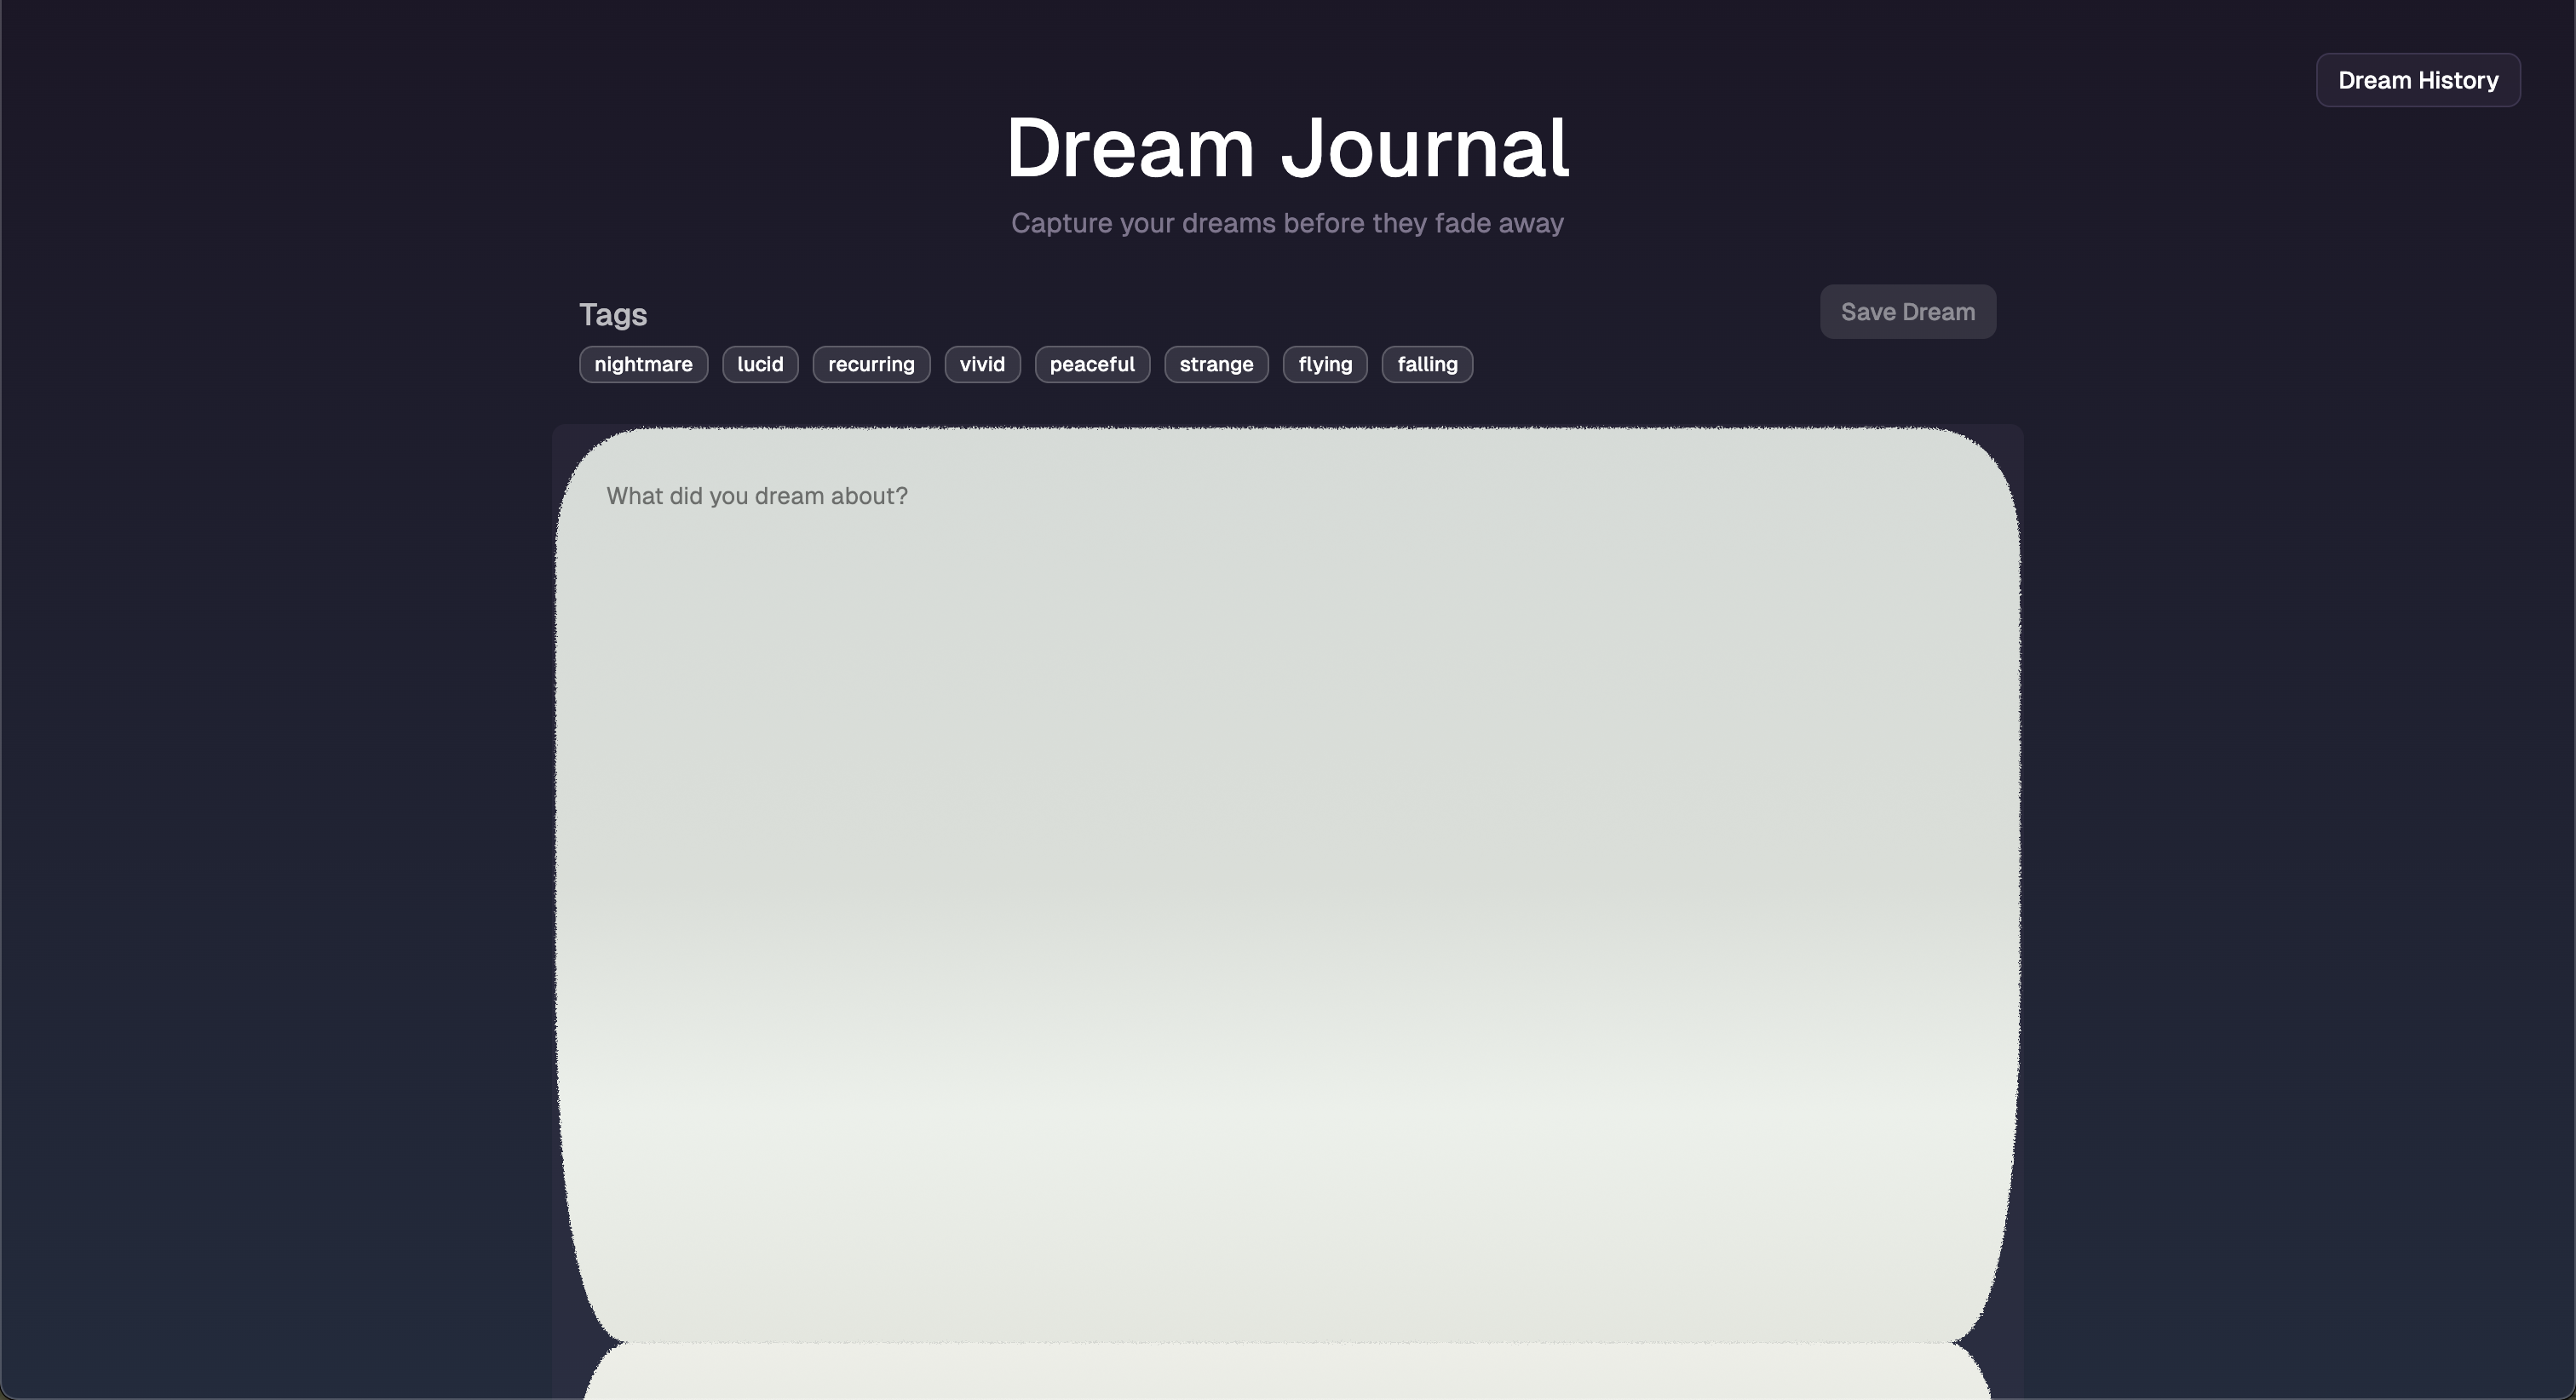 Dream History
Dream Journal
Capture your dreams before they fade away
Tags
Save Dream
nightmare lucid recurring vivid peaceful strange flying falling
What did you dream about?